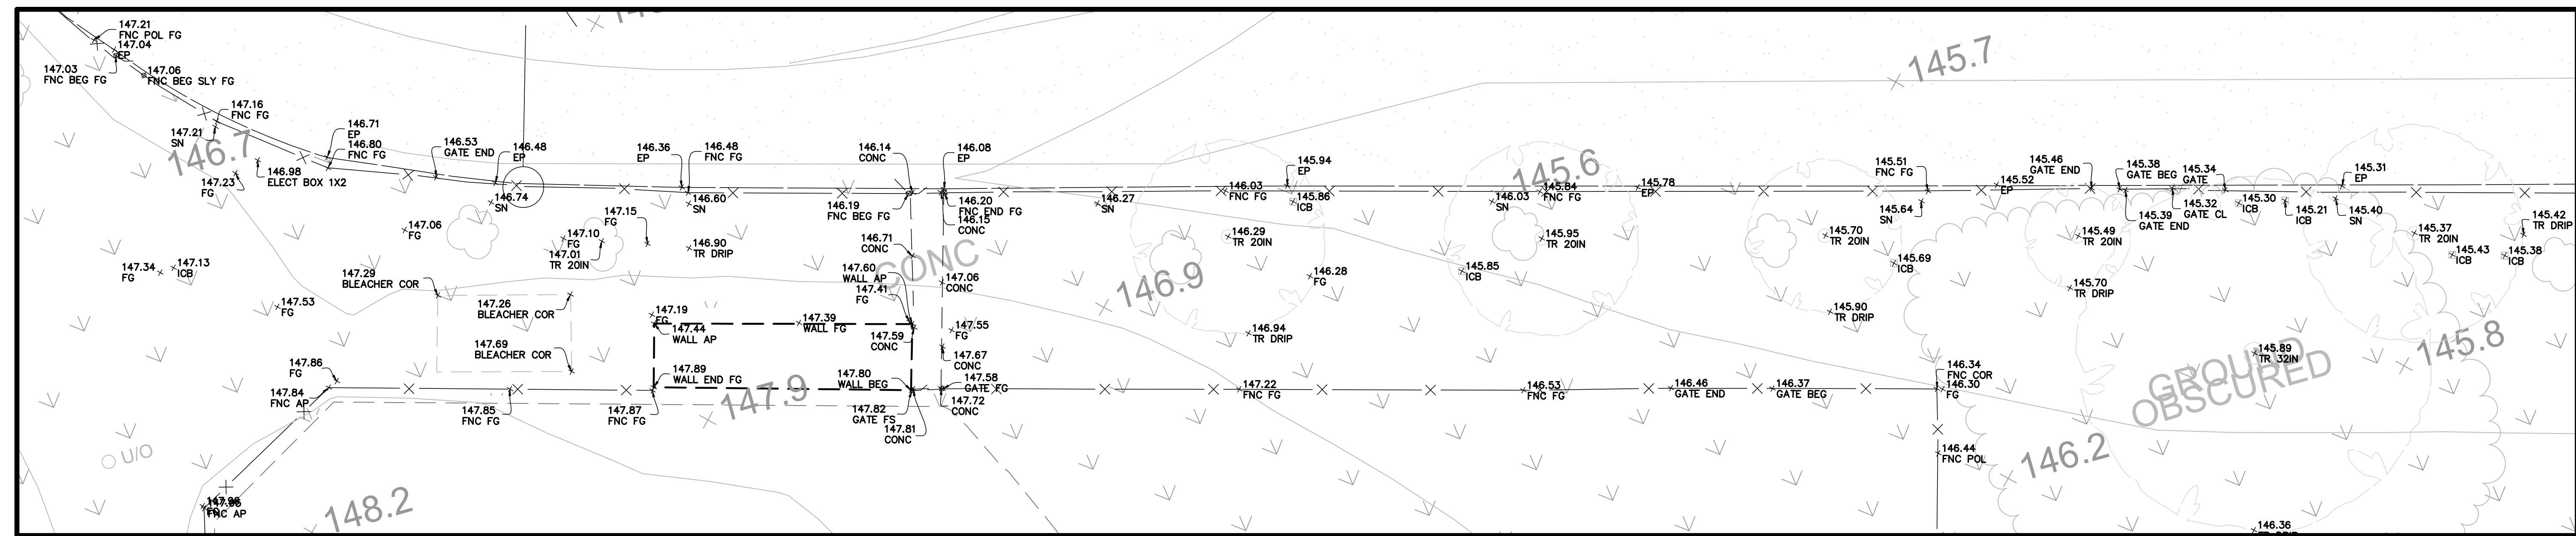 147.21
FNC POL FG
147.04
EP
147.03
FNC BEG FG
147.06
FNC BEG SLY FG
147.16
FNC FG
147.21
SN
146.7
147.23
FG
146.98
ELECT BOX 1X2
146.71
EP
146.80
FNC FG
146.53
GATE END
146.48
EP
146.74
SN
146.36
EP
146.48
FNC FG
146.60
SN
146.14
CONC
146.08
EP
146.19
FNC BEG FG
146.20
FNC END FG
146.15
CONC
146.27
SN
146.03
FNC FG
145.94
EP
145.86
ICB
145.7
145.6
146.03
SN
145.84
FNC FG
145.78
EP
145.51
FNC FG
145.52
EP
145.64
SN
145.46
GATE END
145.38
GATE BEG
145.34
GATE
145.39
GATE END
145.32
GATE CL
145.30
ICB
145.21
ICB
145.31
EP
145.40
SN
145.37
TR 20IN
145.42
TR DRIP
145.43
ICB
145.38
ICB
147.06
FG
147.10
FG
147.01
TR 20IN
147.15
FG
146.90
TR DRIP
146.71
CONC
CONC
146.29
TR 20IN
146.28
FG
145.95
TR 20IN
145.85
ICB
145.70
TR 20IN
145.69
ICB
145.49
TR 20IN
145.70
TR DRIP
145.90
TR DRIP
147.34
FG
147.13
ICB
147.53
FG
147.29
BLEACHER COR
147.26
BLEACHER COR
147.69
BLEACHER COR
147.60
WALL AP
147.41
FG
147.06
CONC
146.9
147.19
FG
147.44
WALL AP
147.39
WALL FG
147.59
CONC
147.55
FG
147.67
CONC
146.94
TR DRIP
147.86
FG
147.84
FNC AP
147.85
FNC FG
147.89
WALL END FG
147.87
FNC FG
147.9
147.80
WALL BEG
147.82
GATE FS
147.81
CONC
147.58
GATE FG
147.72
CONC
147.22
FNC FG
146.53
FNC FG
146.46
GATE END
146.37
GATE BEG
146.34
FNC COR
146.30
FG
146.44
FNC POL
145.89
TR 32IN
145.8
GROUND
OBSCURED
146.2
U/O
FNC AP
148.2
146.36